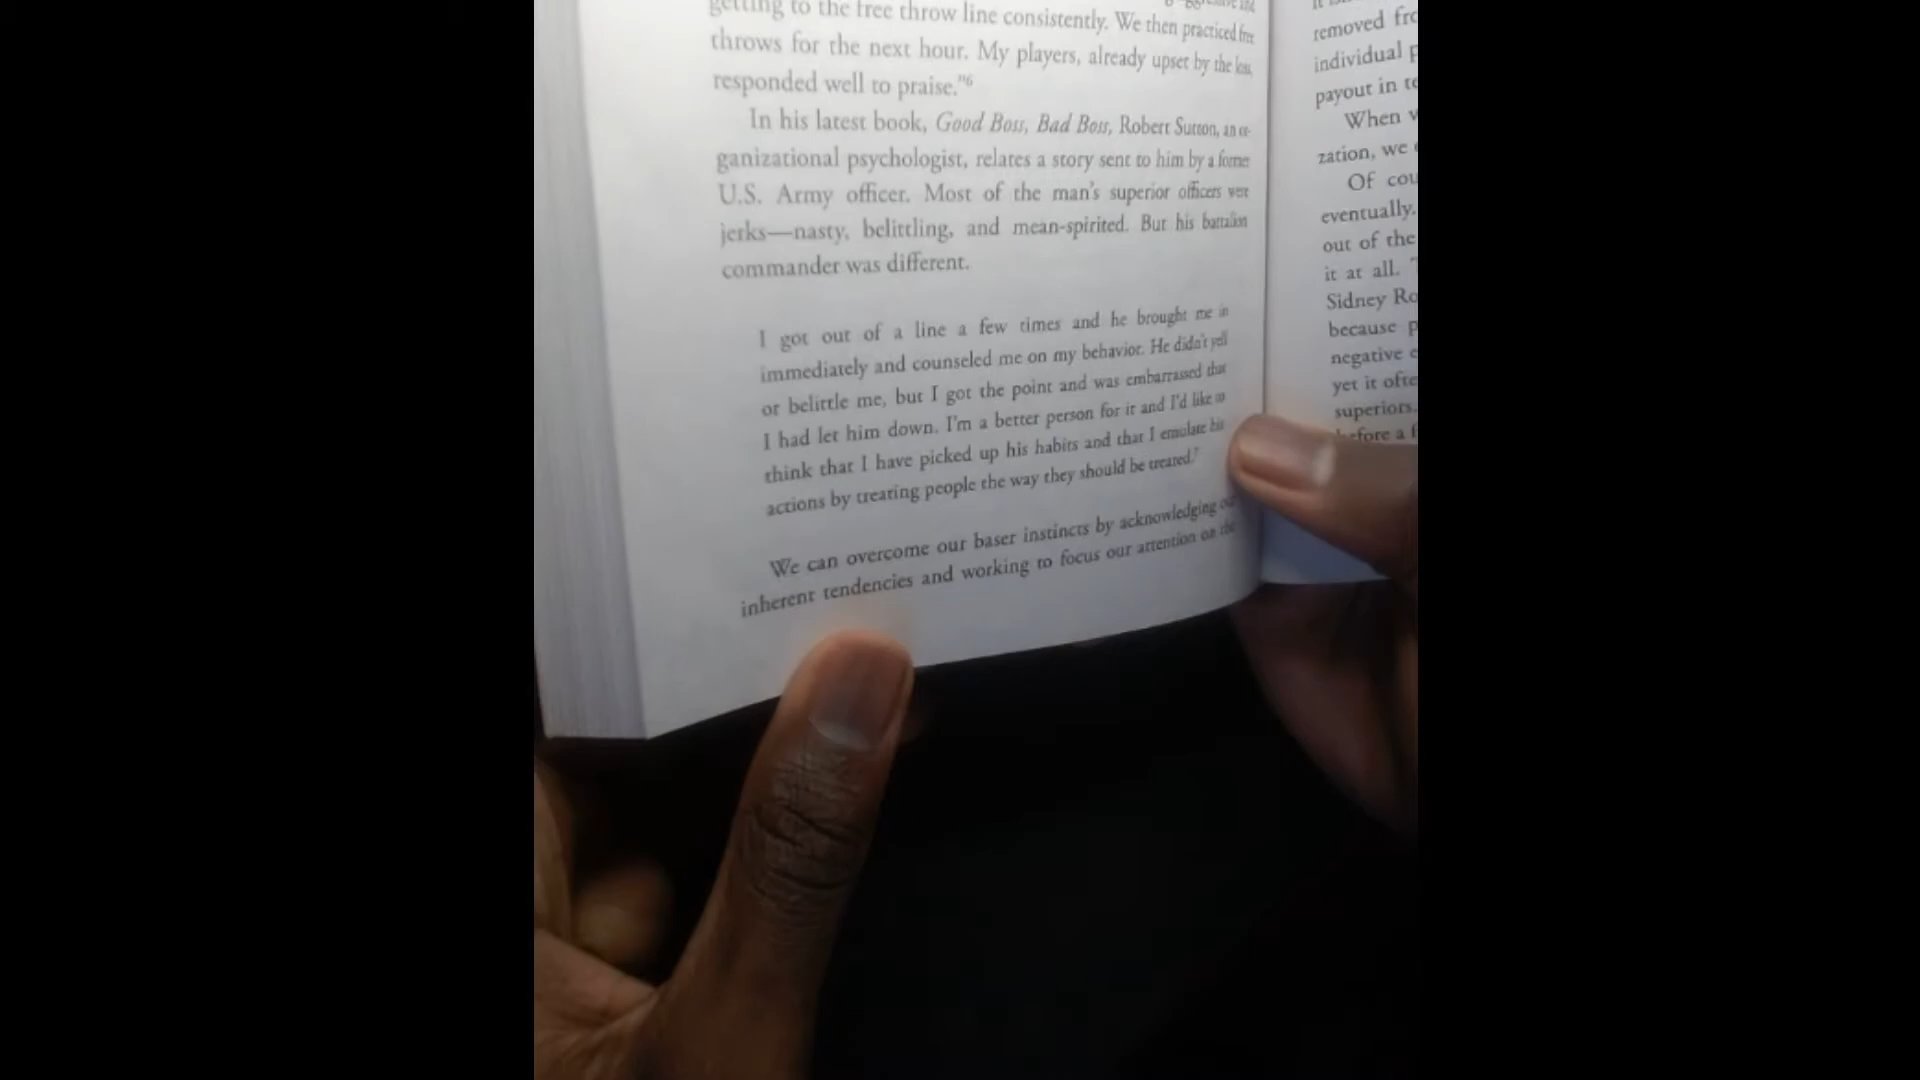 getting to the free throw line consistently. We then practiced free
throws for the next hour. My players, already upset by the loss,
responded well to praise."6
In his latest book, Good Boss, Bad Boss, Robert Sutton, an or-
ganizational psychologist, relates a story sent to him by a former
U.S. Army officer. Most of the man's superior officers were
jerks—nasty, belittling, and mean-spirited. But his battalion
commander was different.
I got out of a line a few times and he brought me in
immediately and counseled me on my behavior. He didn't yell
or belittle me, but I got the point and was embarrassed that
I had let him down. I'm a better person for it and I'd like to
think that I have picked up his habits and that I emulate his
actions by treating people the way they should be treated.7
We can overcome our baser instincts by acknowledging our
inherent tendencies and working to focus our attention on the
removed fro
individual p
payout in te
When w
zation, we
Of cou
eventually.
out of the
it at all.
Sidney Ro
because p
negative e
yet it ofte
superiors.
before a f